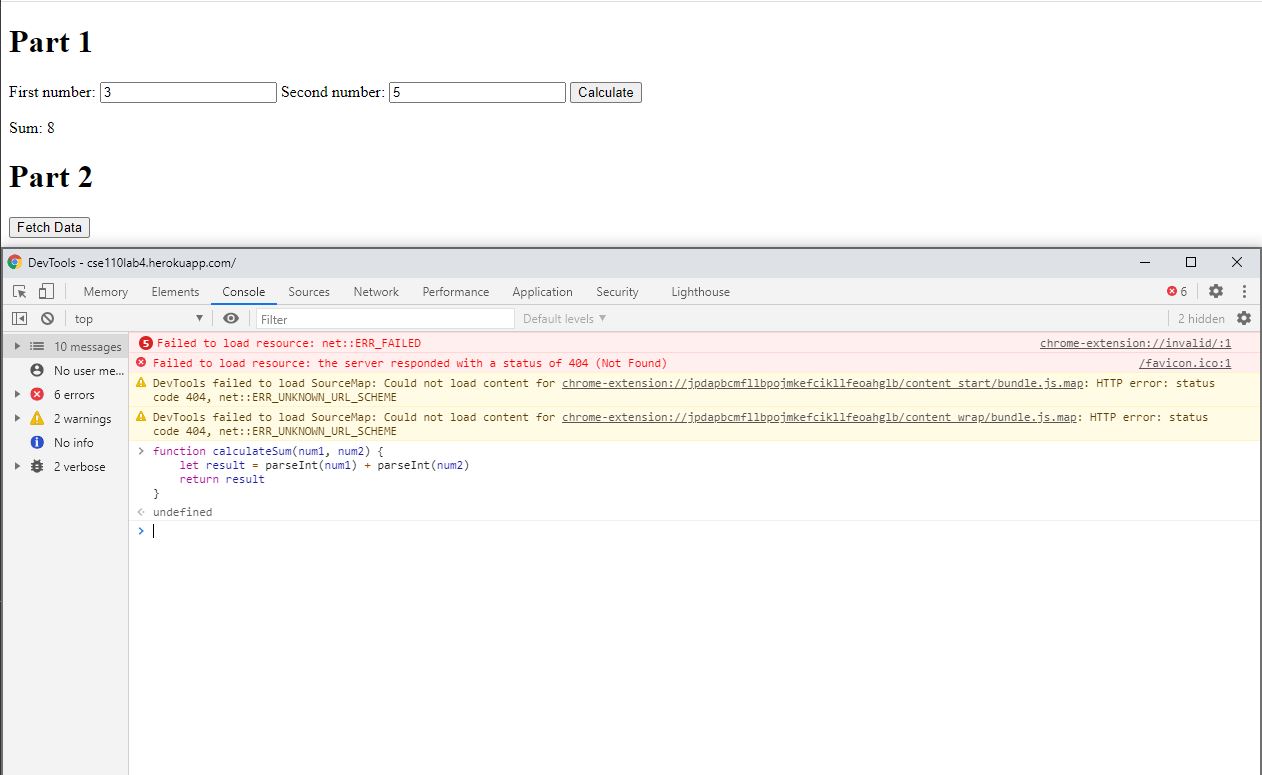 Part 1
First number: 3 Second number: 5 Calculate
Sum: 8
Part 2
Fetch Data
DevTools - cse110lab4.herokuapp.com/
Memory Elements Console Sources Network Performance Application Security Lighthouse 6
top Filter Default levels 2 hidden
10 messages
No user me...
6 errors
2 warnings
No info
2 verbose
5 Failed to load resource: net::ERR_FAILED chrome-extension://invalid/:1
Failed to load resource: the server responded with a status of 404 (Not Found) /favicon.ico:1
DevTools failed to load SourceMap: Could not load content for chrome-extension://jpdapbcmfllbpojmkefcikllfeoahglb/content_start/bundle.js.map: HTTP error: status
code 404, net::ERR_UNKNOWN_URL_SCHEME
DevTools failed to load SourceMap: Could not load content for chrome-extension://jpdapbcmfllbpojmkefcikllfeoahglb/content_wrap/bundle.js.map: HTTP error: status
code 404, net::ERR_UNKNOWN_URL_SCHEME
> function calculateSum(num1, num2) {
let result = parseInt(num1) + parseInt(num2)
return result
}
undefined
>